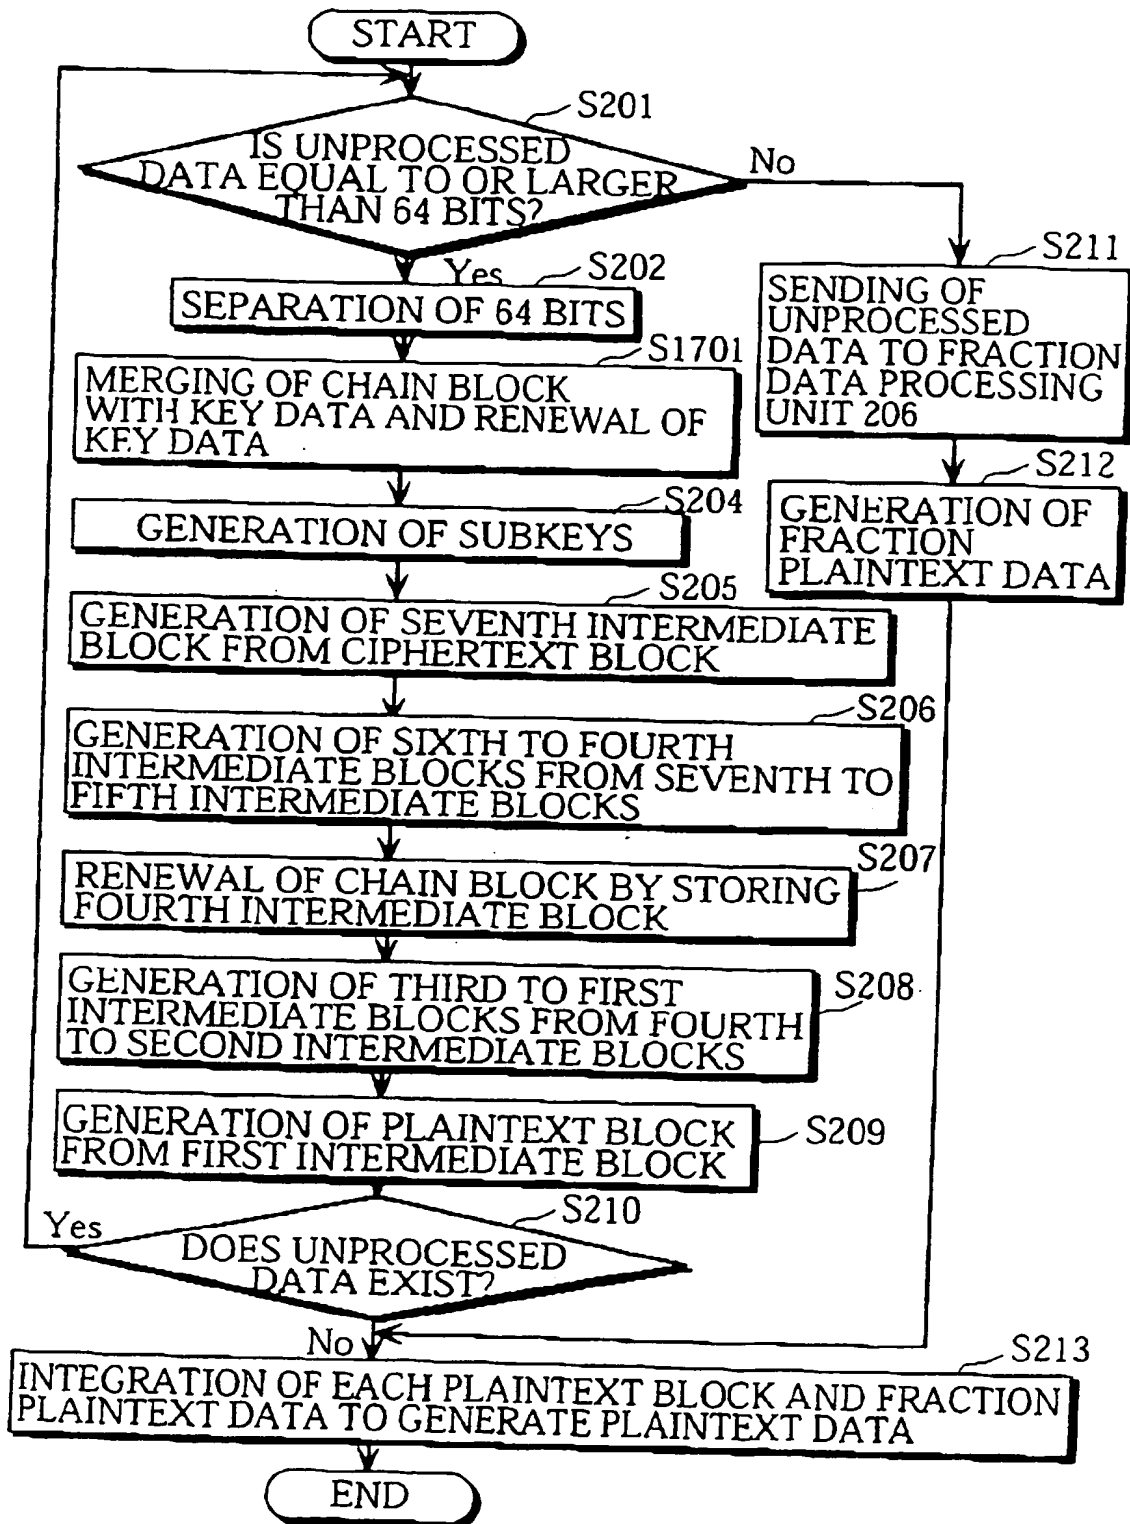 START
S201
IS UNPROCESSED
DATA EQUAL TO OR LARGER
THAN 64 BITS?
No
Yes
S202
SEPARATION OF 64 BITS
S1701
MERGING OF CHAIN BLOCK
WITH KEY DATA AND RENEWAL OF
KEY DATA
S204
GENERATION OF SUBKEYS
S205
GENERATION OF SEVENTH INTERMEDIATE
BLOCK FROM CIPHERTEXT BLOCK
S206
GENERATION OF SIXTH TO FOURTH
INTERMEDIATE BLOCKS FROM SEVENTH TO
FIFTH INTERMEDIATE BLOCKS
S207
RENEWAL OF CHAIN BLOCK BY STORING
FOURTH INTERMEDIATE BLOCK
S208
GENERATION OF THIRD TO FIRST
INTERMEDIATE BLOCKS FROM FOURTH
TO SECOND INTERMEDIATE BLOCKS
S209
GENERATION OF PLAINTEXT BLOCK
FROM FIRST INTERMEDIATE BLOCK
S210
Yes
DOES UNPROCESSED
DATA EXIST?
No
S211
SENDING OF
UNPROCESSED
DATA TO FRACTION
DATA PROCESSING
UNIT 206
S212
GENERATION OF
FRACTION
PLAINTEXT DATA
S213
INTEGRATION OF EACH PLAINTEXT BLOCK AND FRACTION
PLAINTEXT DATA TO GENERATE PLAINTEXT DATA
END